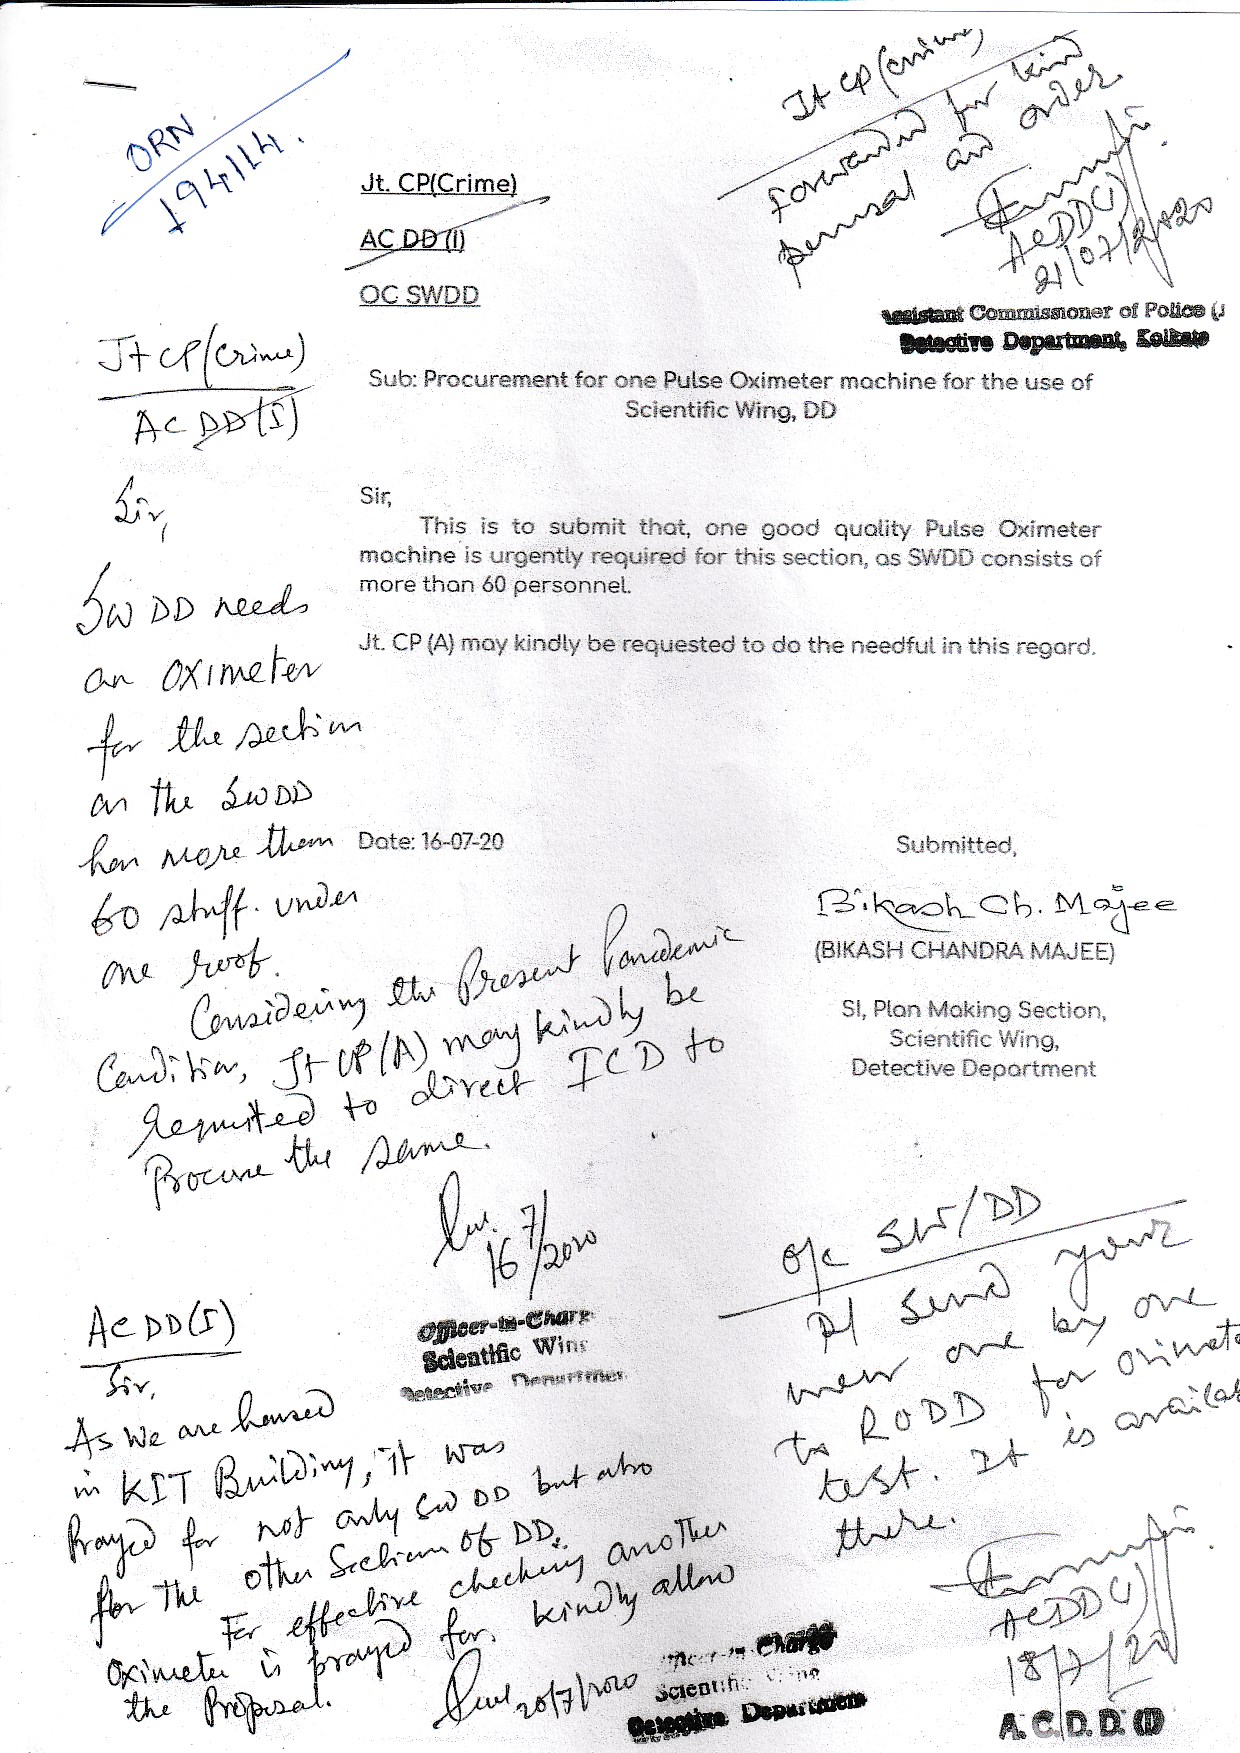 ORN
194114.
Jt. CP(Crime)
AC DD (I)
OC SWDD
Jt CP (Crime)
Forwarded for kind
perusal and order.
ACDD(I)
21/07/2020
Assistant Commissioner of Police (I
Detective Department, Kolkata
Jt CP (Crime)
AC DD(I)
Sub: Procurement for one Pulse Oximeter machine for the use of
Scientific Wing, DD
Sir,
This is to submit that, one good quality Pulse Oximeter
machine is urgently required for this section, as SWDD consists of
more than 60 personnel.
Jt. CP (A) may kindly be requested to do the needful in this regard.
Date: 16-07-20
Submitted,
Bikash Ch. Majee
(BIKASH CHANDRA MAJEE)
SI, Plan Making Section,
Scientific Wing,
Detective Department
Sir,
SW DD needs
an OXIMETER
for the section
as the SWDD
has more than
60 stuff. under
one roof.
Considering the Present Pandemic
Condition, Jt CP (A) may kindly be
requested to direct ICD to
Procure the same.
16/7/2020
Officer-in-Charge
Scientific Wing
Detective Department
O/C SW/DD
Pl send your
men one by one
to RODD for Oximete
test. It is availab
there.
ACDD(I)
18/7/20
A.C.D.D.(I)
AC DD(I)
Sir,
As we are housed
in KIT Building, it was
Prayed for not only SW DD but also
for the other Section of DD.
For effective checking another
Oximeter is prayed for. kindly allow
the Proposal.
20/7/2020
Officer-in-Charge
Scientific Wing
Detective Department